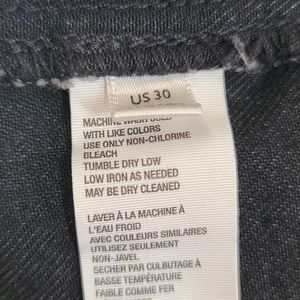 US 30
MACHINE WASH COLD
WITH LIKE COLORS
USE ONLY NON-CHLORINE
BLEACH
TUMBLE DRY LOW
LOW IRON AS NEEDED
MAY BE DRY CLEANED
LAVER À LA MACHINE À
L'EAU FROID
AVEC COULEURS SIMILAIRES
UTILISEZ SEULEMENT
NON-JAVEL
SECHER PAR CULBUTAGE À
BASSE TEMPÉRATURE
FAIBLE COMME FER